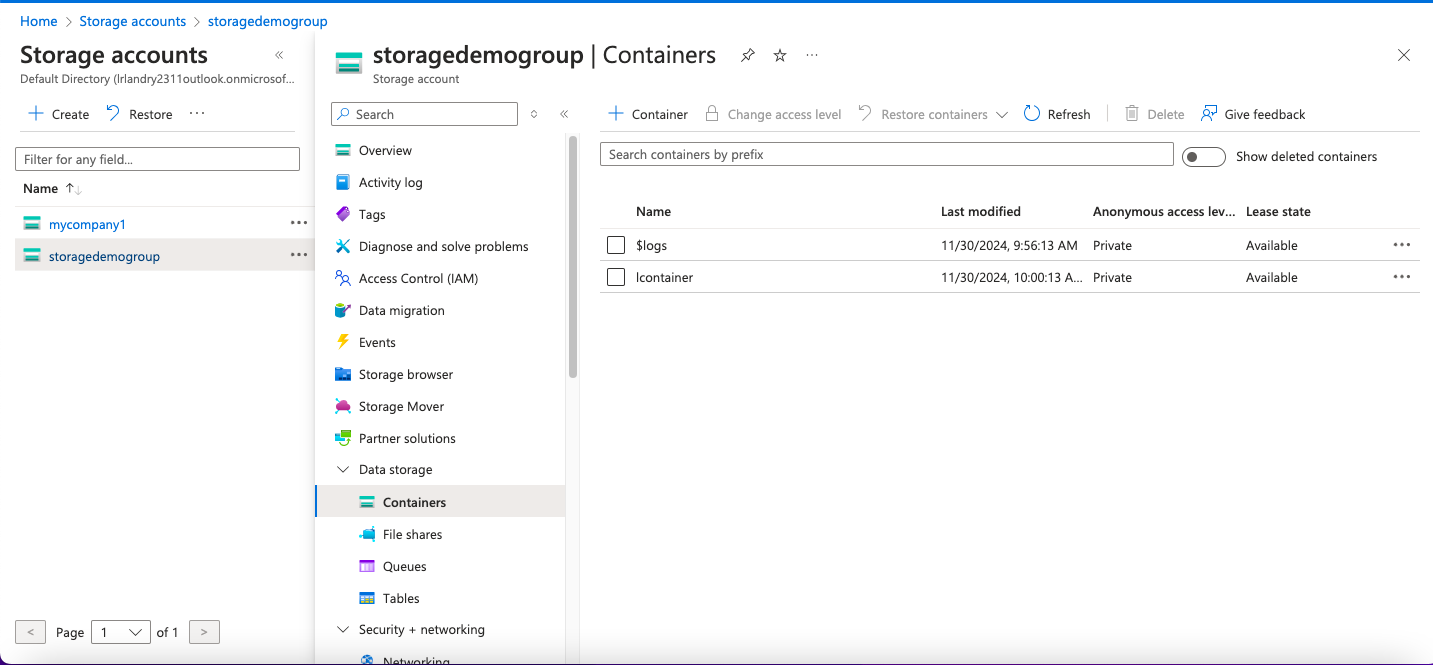 Home > Storage accounts > storagedemogroup
Storage accounts «
Default Directory (lrlandry2311outlook.onmicrosof...
+ Create Restore ...
Filter for any field...
Name ↑↓
mycompany1 ...
storagedemogroup ...
< Page 1 of 1 >
storagedemogroup | Containers ...
Storage account
Search «
Overview
Activity log
Tags
Diagnose and solve problems
Access Control (IAM)
Data migration
Events
Storage browser
Storage Mover
Partner solutions
Data storage
Containers
File shares
Queues
Tables
Security + networking
Networking
+ Container Change access level Restore containers Refresh Delete Give feedback
Search containers by prefix Show deleted containers
Name Last modified Anonymous access lev... Lease state
$logs 11/30/2024, 9:56:13 AM Private Available ...
lcontainer 11/30/2024, 10:00:13 A... Private Available ...